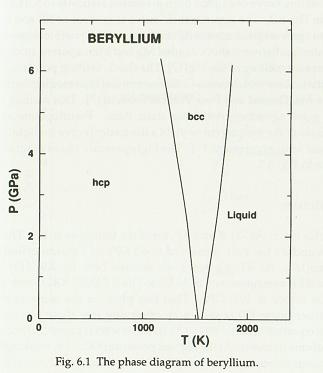 BERYLLIUM
6
bcc
4
P (GPa)
hcp
Liquid
2
0
0 1000 2000
T (K)
Fig. 6.1 The phase diagram of beryllium.